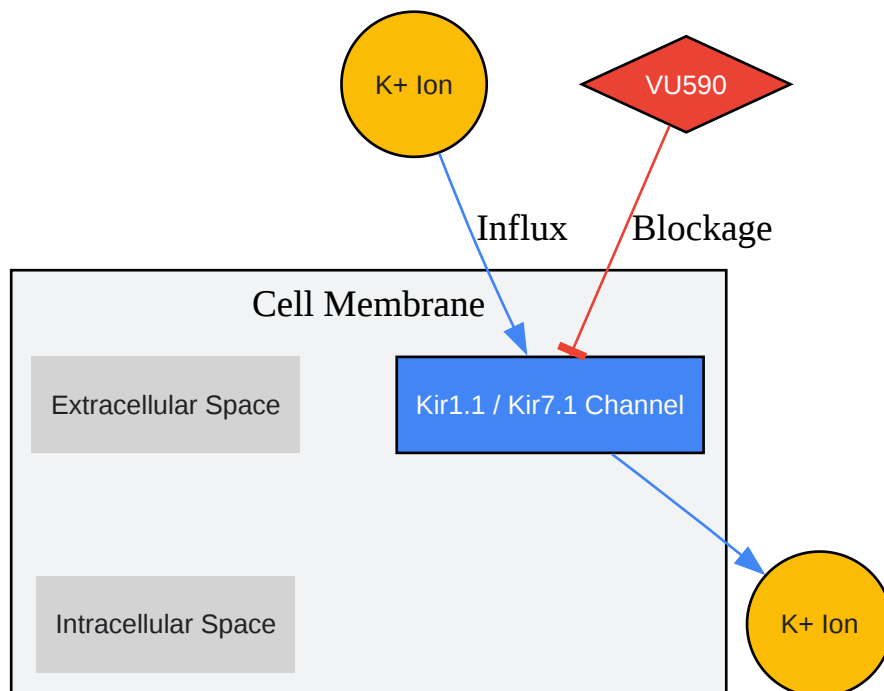 K+ Ion
VU590
Influx
Blockage
Cell Membrane
Extracellular Space
Kir1.1 / Kir7.1 Channel
Intracellular Space
K+ Ion